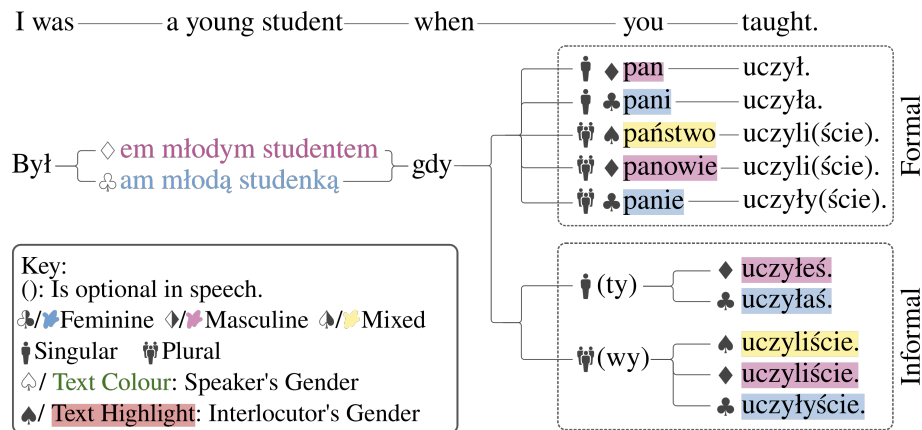 I was a young student when you taught.
pan uczył.
pani uczyła.
państwo uczyli(ście).
panowie uczyli(ście).
panie uczyły(ście).
Formal
Był
em młodym studentem
am młodą studenką
gdy
(ty)
uczyłeś.
uczyłaś.
(wy)
uczyliście.
uczyliście.
uczyłyście.
Informal
Key:
(): Is optional in speech.
♧/Feminine ♢/Masculine ♤/Mixed
Singular Plural
♤/ Text Colour: Speaker's Gender
♠/ Text Highlight: Interlocutor's Gender